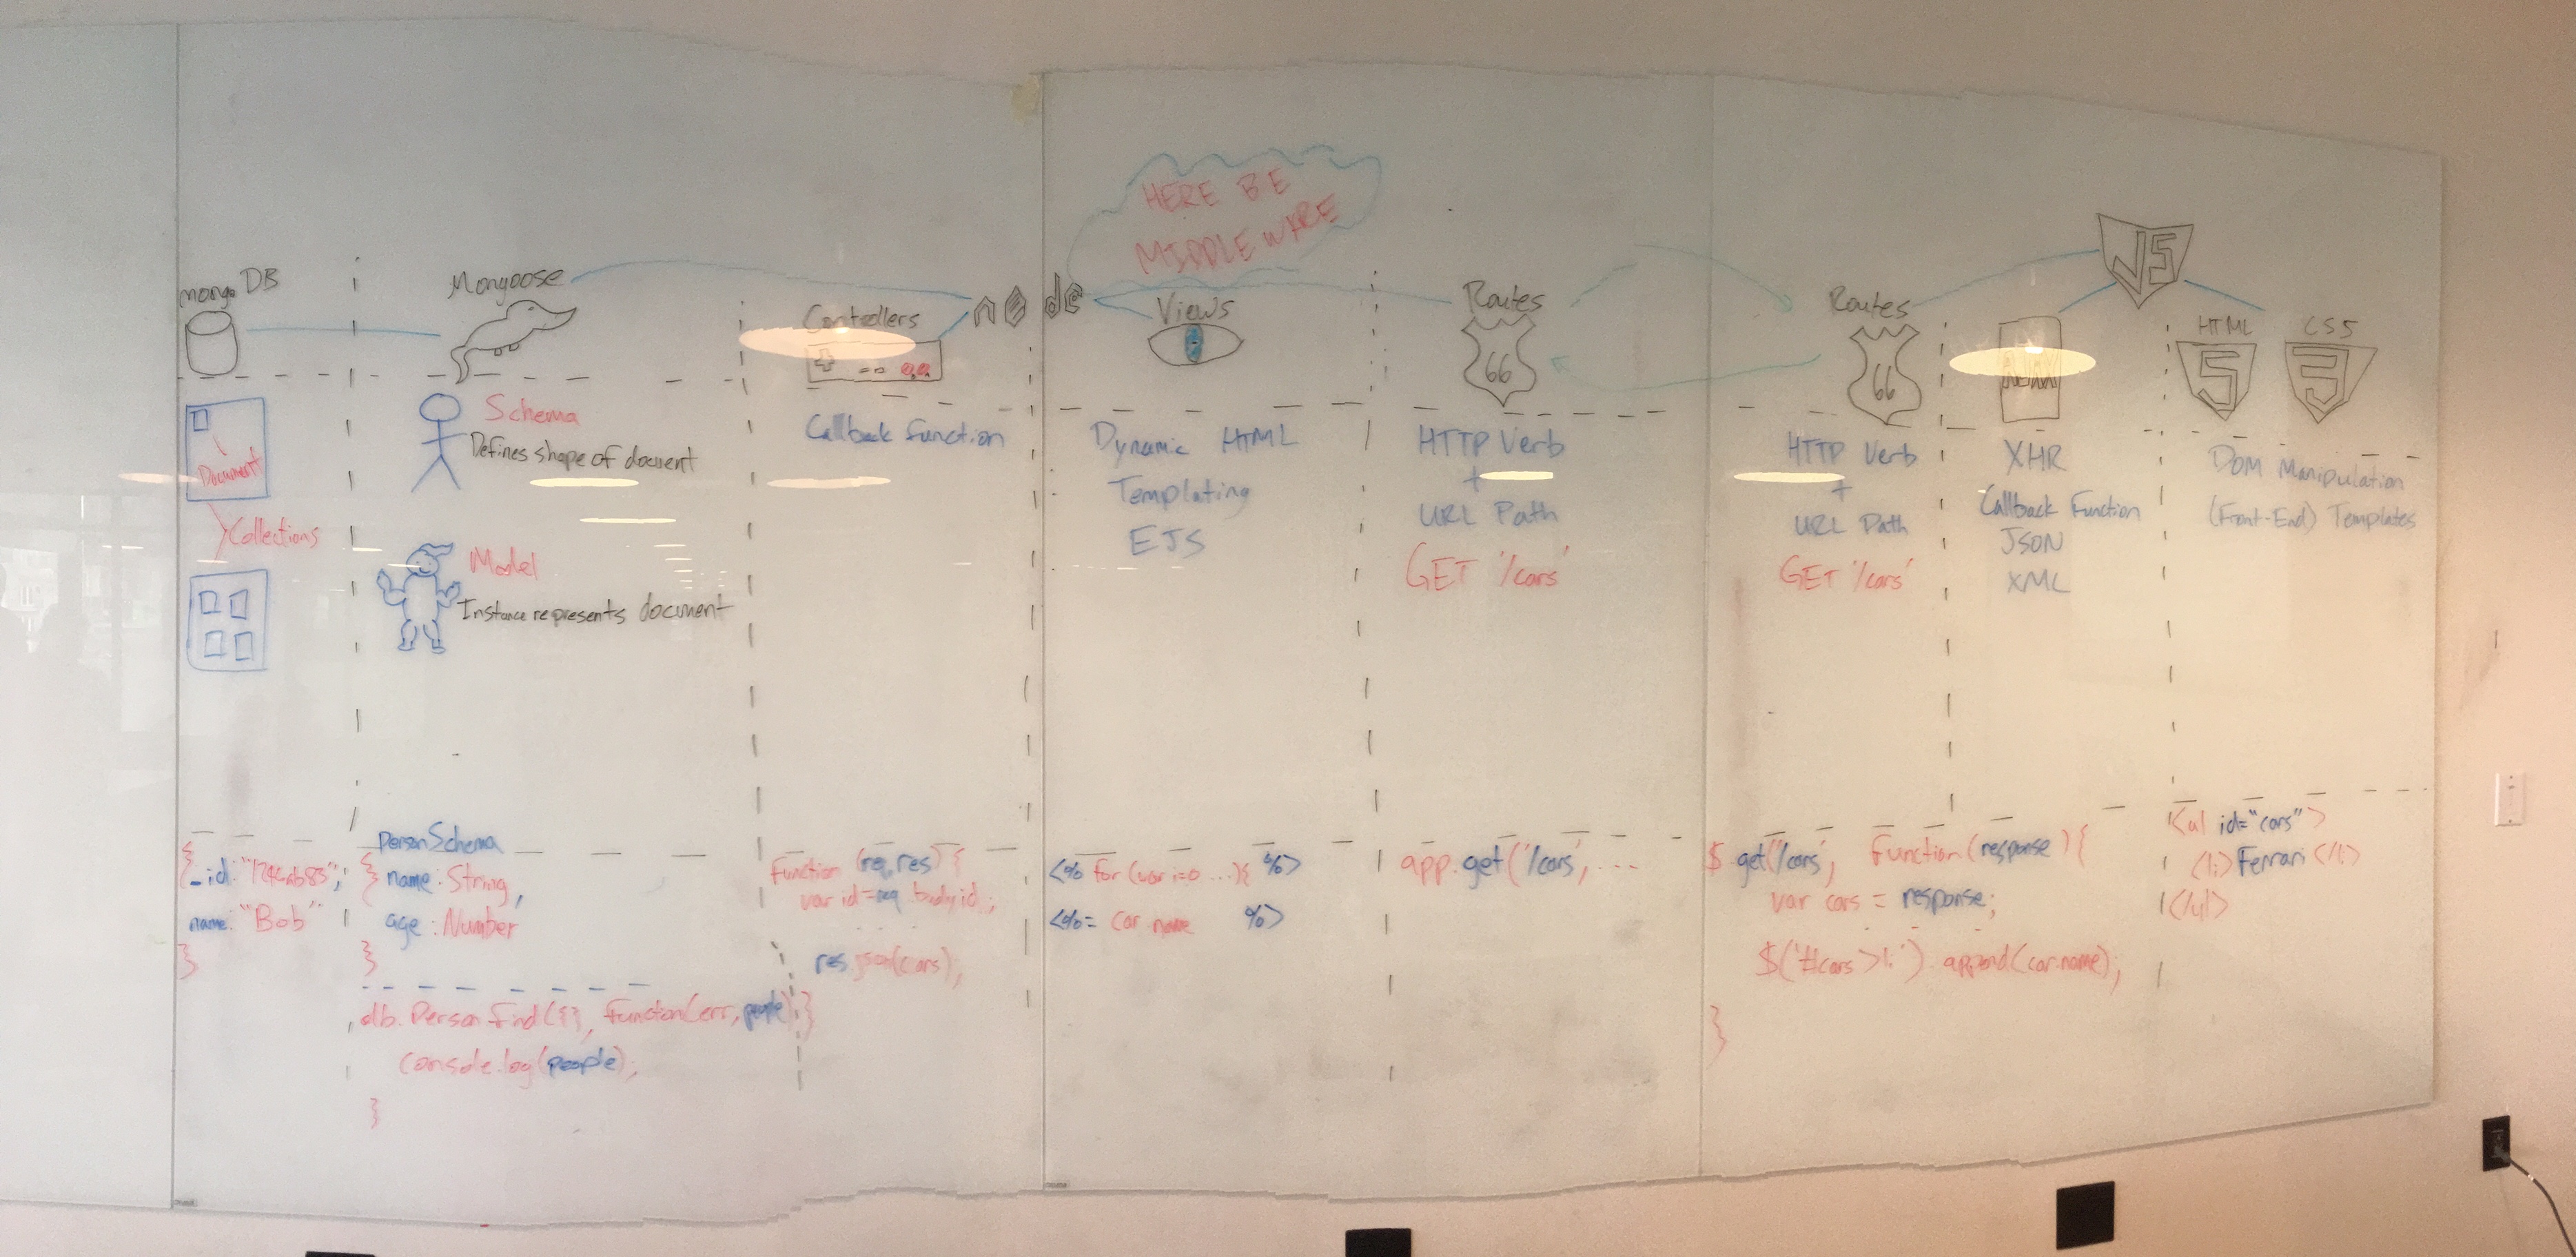 HERE BE
MIDDLEWARE
mongoDB
Mongoose
Controllers
node
Views
Routes
66
Routes
66
JS
AJAX
HTML
5
CSS
3
Document
Collections
Schema
Defines shape of docment
Model
Instance represents document
Callback Function
Dynamic HTML
Templating
EJS
HTTP Verb
+
URL Path
GET '/cars'
HTTP Verb
+
URL Path
GET '/cars'
XHR
Callback Function
JSON
XML
DOM Manipulation
(Front-End) Templates
{
_id:
name: "Bob"
}
PersonSchema
{ name: String,
age: Number
}
db.Person.find({}, function(err, people) {
console.log(people);
}
Function (req, res) {
var id = req.body.id;
res.json(cars);
}
<% for (var i=0 ...){ %>
<%= car.name %>
app.get('/cars', ...
$.get('/cars', function(response){
var cars = response;
$('#cars>li').append(car.name);
}
<ul id="cars">
<li>Ferrari</li>
</ul>